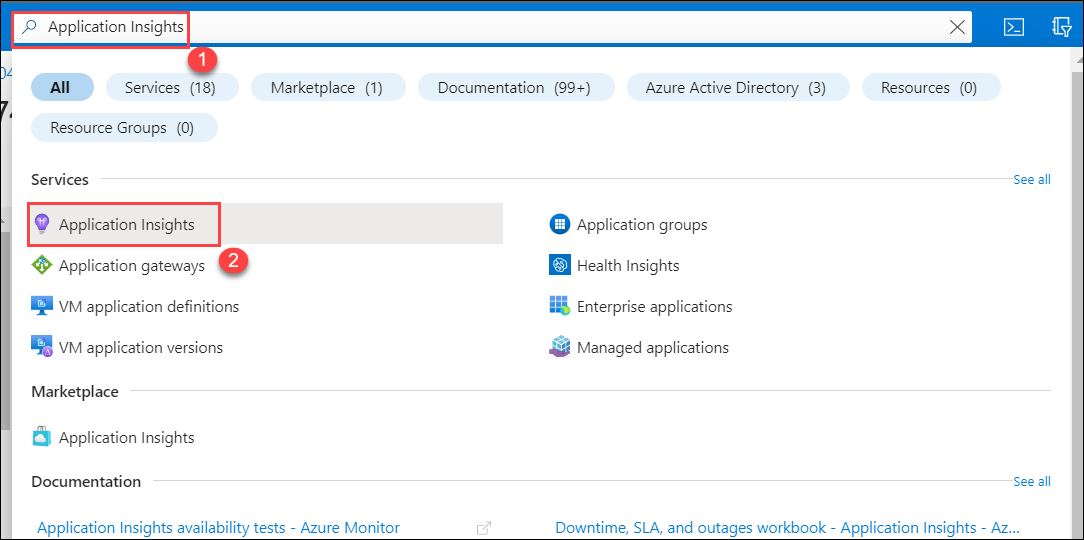 Application Insights
1
All
Services (18)
Marketplace (1)
Documentation (99+)
Azure Active Directory (3)
Resources (0)
Resource Groups (0)
Services
See all
Application Insights
Application groups
Application gateways
2
Health Insights
VM application definitions
Enterprise applications
VM application versions
Managed applications
Marketplace
Application Insights
Documentation
See all
Application Insights availability tests - Azure Monitor
Downtime, SLA, and outages workbook - Application Insights - Az...